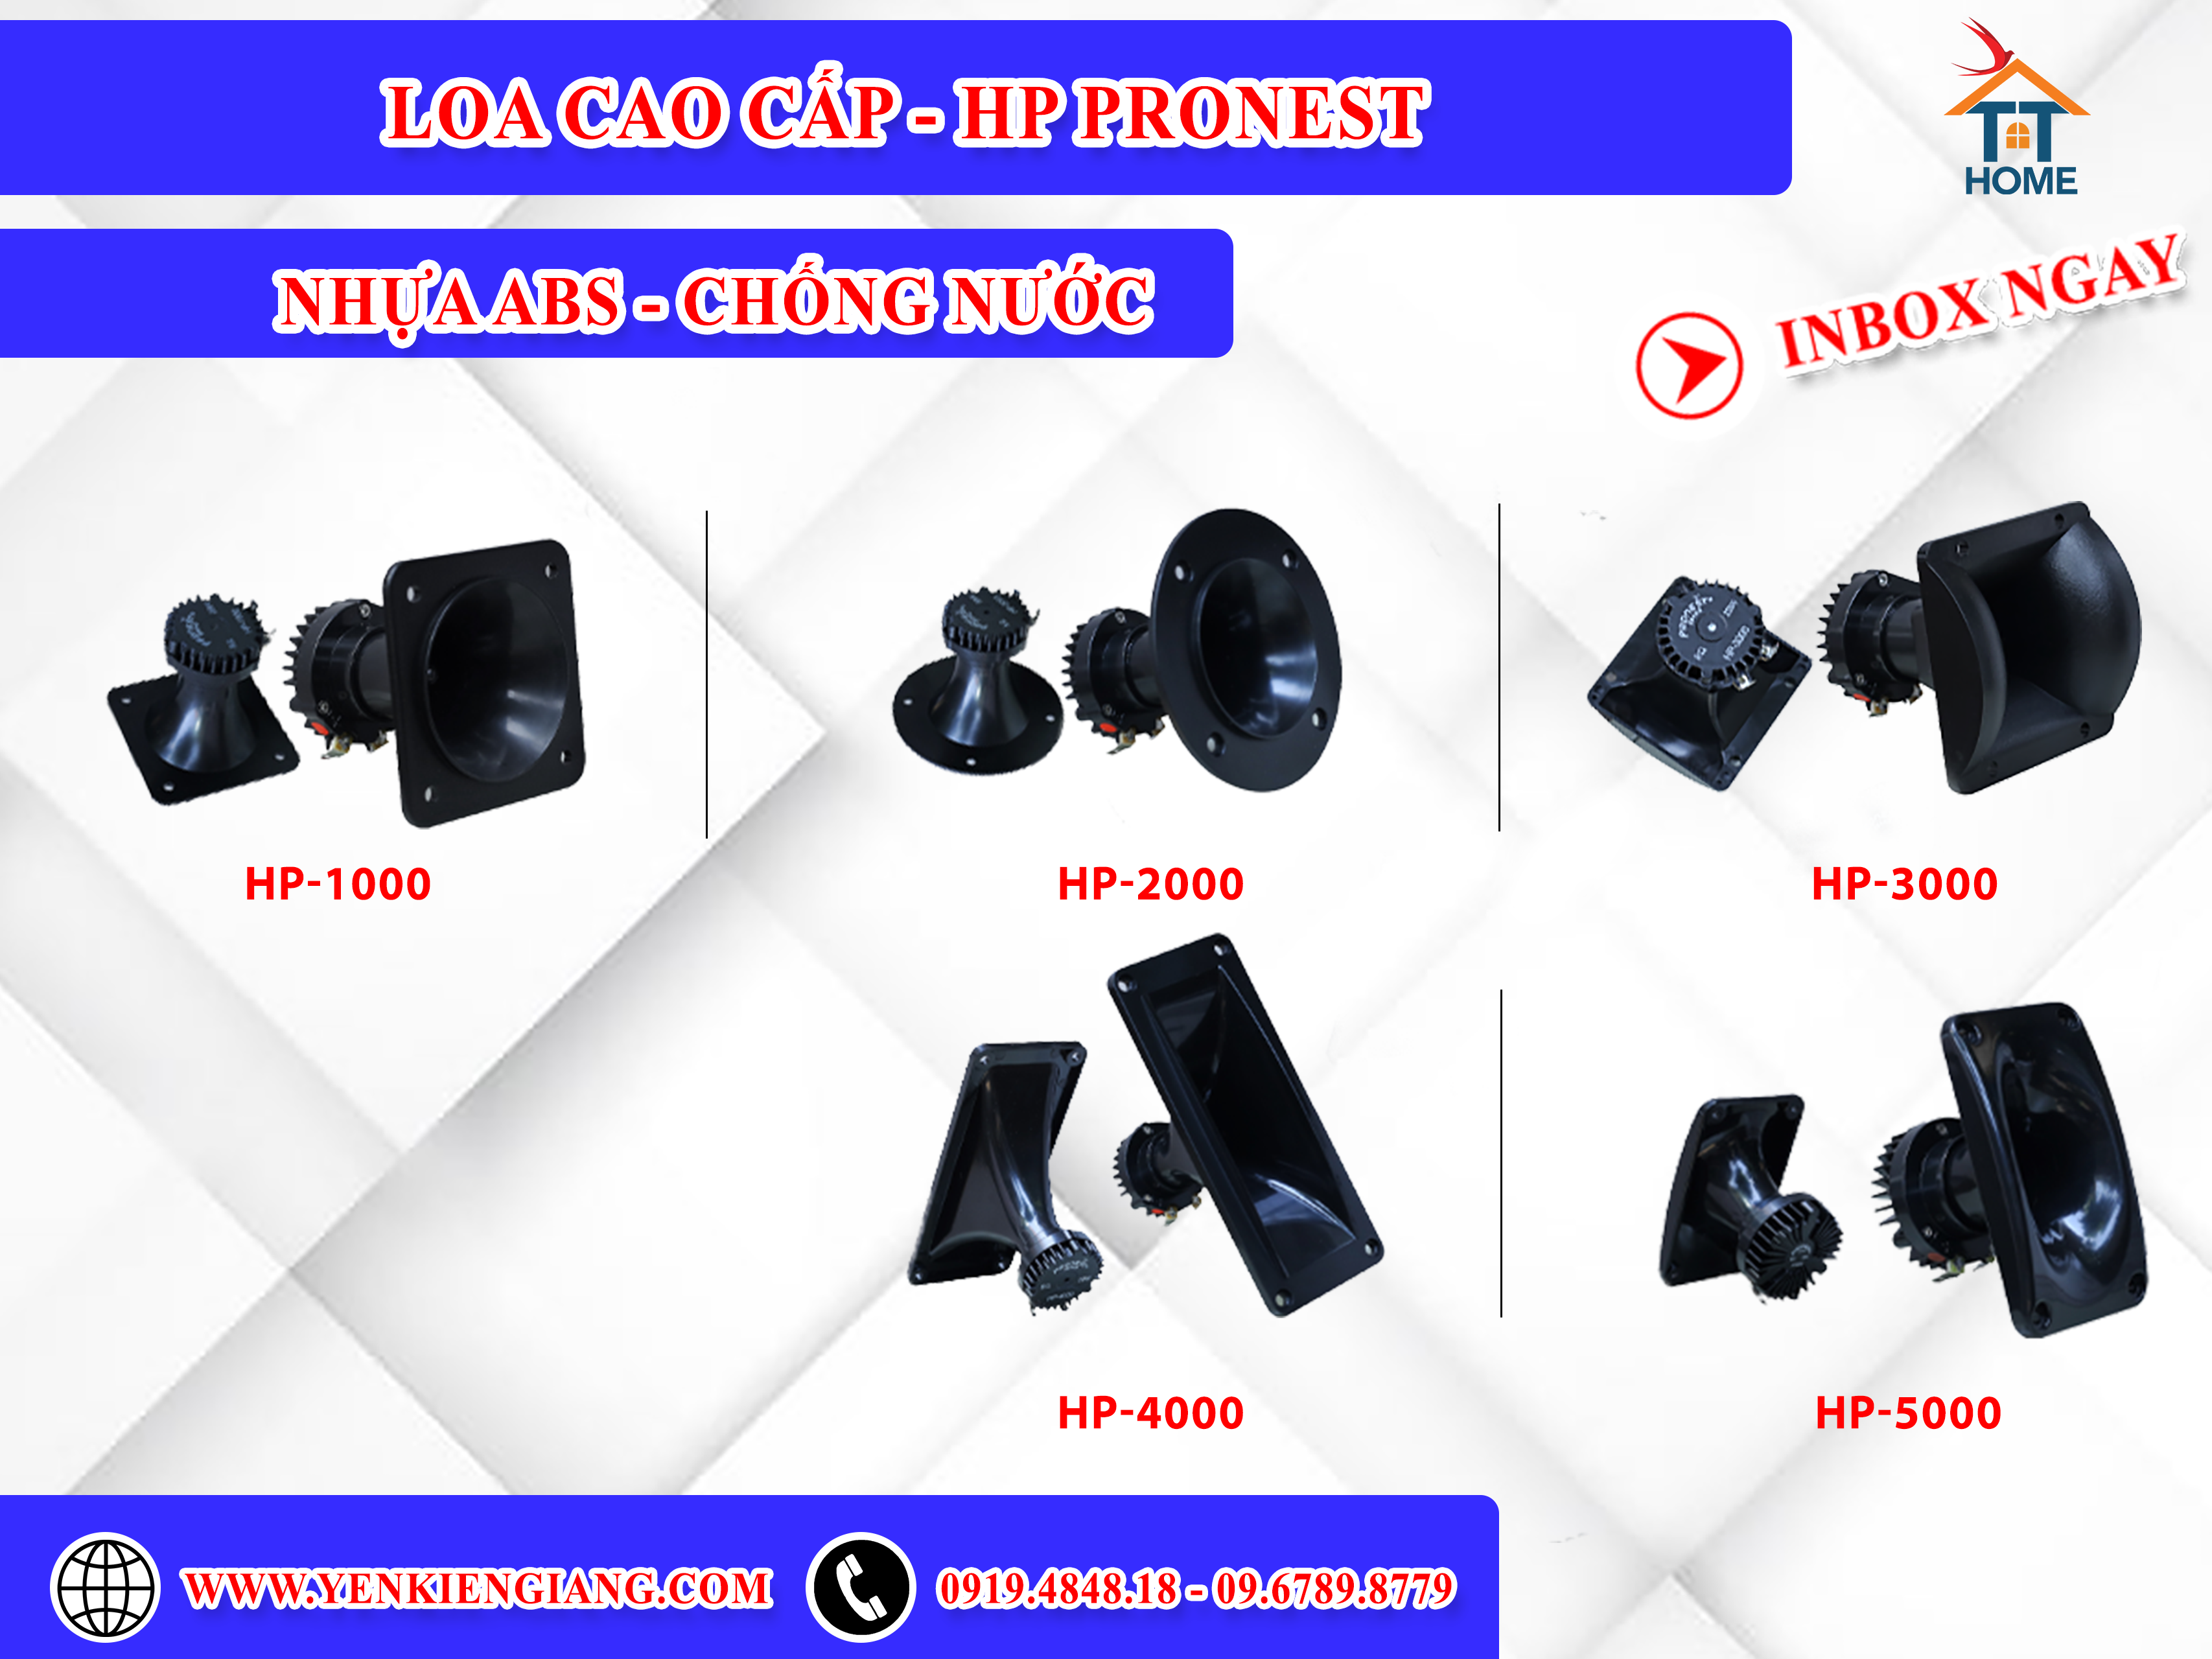 LOA CAO CẤP - HP PRONEST
TT
HOME
NHỰA ABS - CHỐNG NƯỚC
INBOX NGAY
HP-1000
HP-2000
HP-3000
HP-4000
HP-5000
WWW.YENKIENGIANG.COM
0919.4848.18 - 09.6789.8779